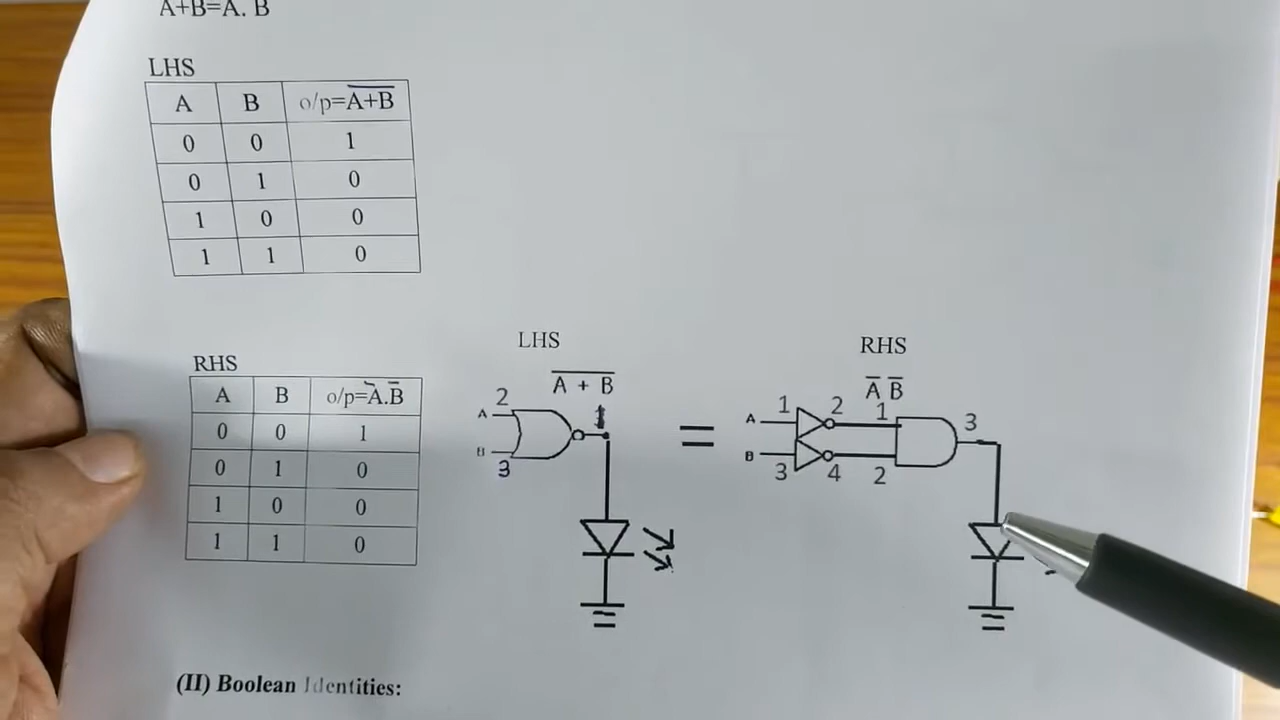 A+B=A. B
LHS
A B o/p=A̅+̅B̅
0 0 1
0 1 0
1 0 0
1 1 0
RHS
A B o/p=A̅.B̅
0 0 1
0 1 0
1 0 0
1 1 0
LHS
A̅ ̅+̅ ̅B̅
2
A
1
B
3
=
RHS
A̅ B̅
A 1 2 1 3
B 3 4 2
(II) Boolean Identities: